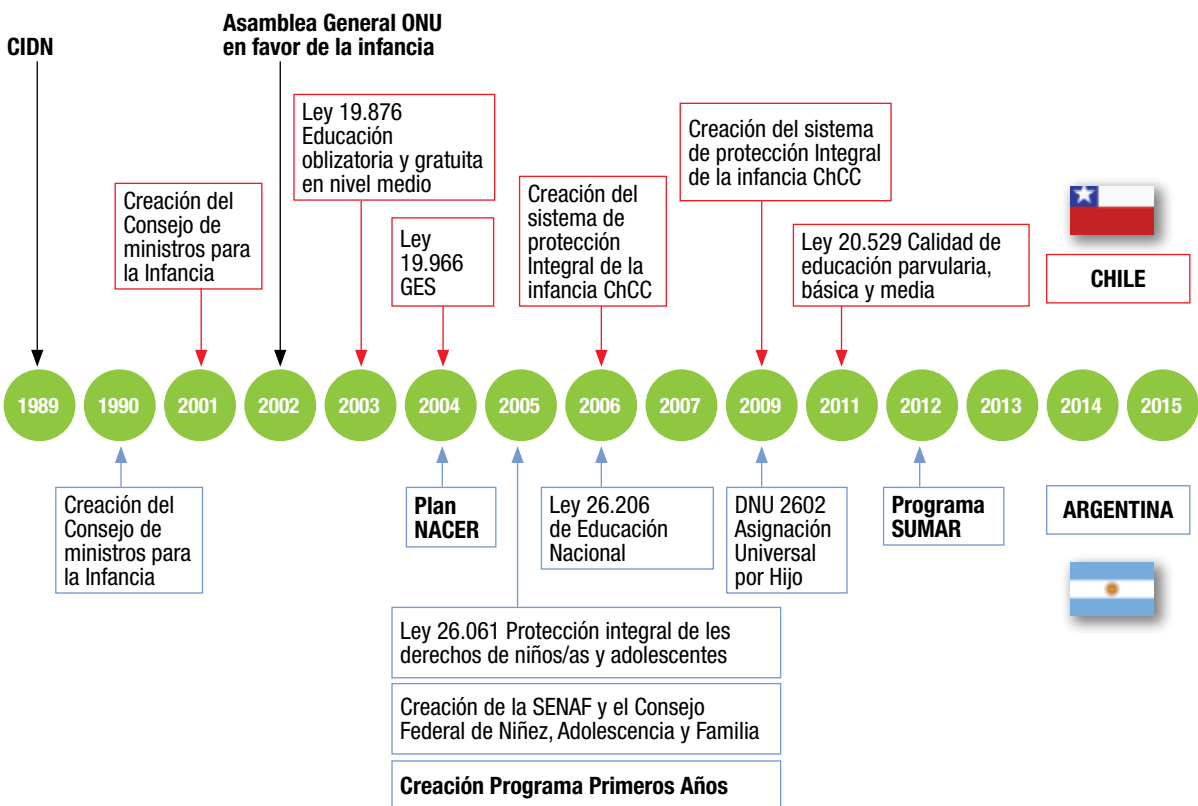 CIDN
Asamblea General ONU
en favor de la infancia
Ley 19.876
Educación
oblizatoria y gratuita
en nivel medio
Creación del sistema
de protección Integral
de la infancia ChCC
Creación del
Consejo de
ministros para
la Infancia
Ley
19.966
GES
Creación del
sistema de
protección
Integral de la
infancia ChCC
Ley 20.529 Calidad de
educación parvularia,
básica y media
CHILE
1989
1990
2001
2002
2003
2004
2005
2006
2007
2009
2011
2012
2013
2014
2015
Creación del
Consejo de
ministros para
la Infancia
Plan
NACER
Ley 26.206
de Educación
Nacional
DNU 2602
Asignación
Universal
por Hijo
Programa
SUMAR
ARGENTINA
Ley 26.061 Protección integral de les
derechos de niños/as y adolescentes
Creación de la SENAF y el Consejo
Federal de Niñez, Adolescencia y Familia
Creación Programa Primeros Años